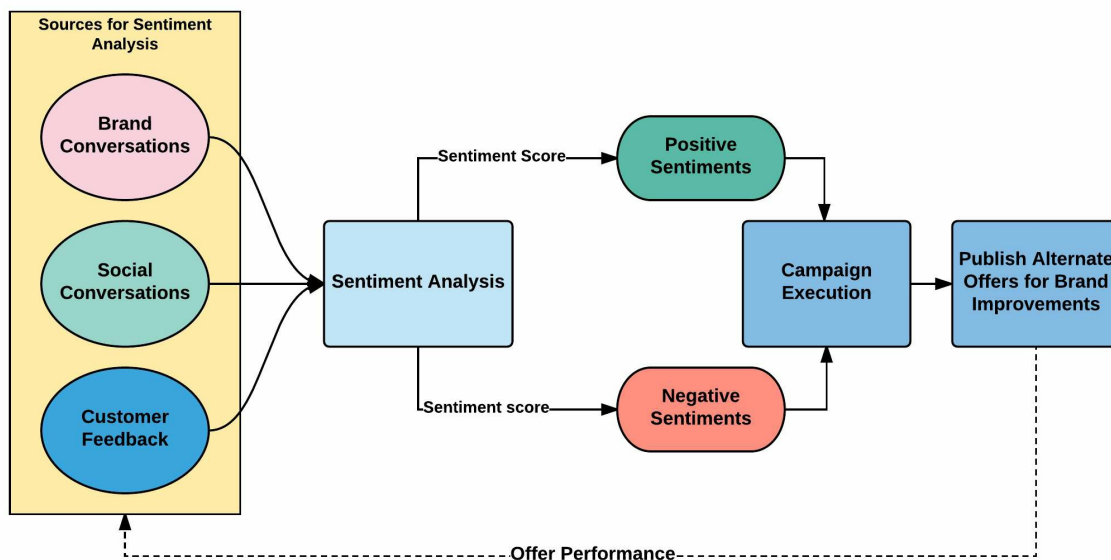 Sources for Sentiment
Analysis
Brand
Conversations
Social
Conversations
Customer
Feedback
Sentiment Analysis
Sentiment Score
Sentiment score
Positive
Sentiments
Negative
Sentiments
Campaign
Execution
Publish Alternate
Offers for Brand
Improvements
Offer Performance